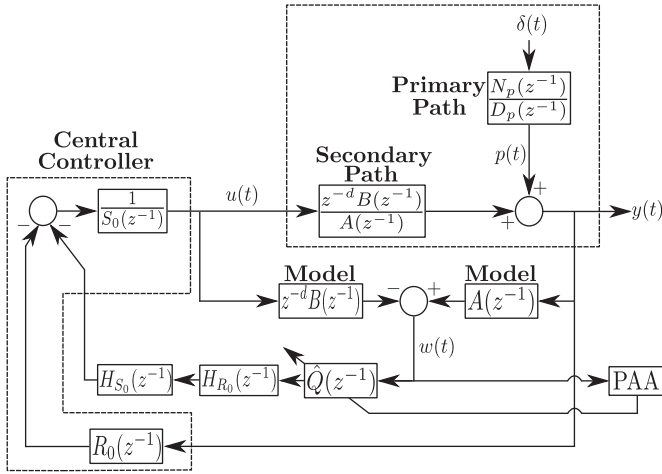 δ(t)
Primary
Path
N_p(z^{-1})
D_p(z^{-1})
p(t)
Central
Controller
Secondary
Path
1
S_0(z^{-1})
u(t)
z^{-d}B(z^{-1})
A(z^{-1})
+
+
y(t)
−
−
Model
z^{-d}B(z^{-1})
−
+
Model
A(z^{-1})
w(t)
H_{S_0}(z^{-1})
H_{R_0}(z^{-1})
Q̂(z^{-1})
PAA
R_0(z^{-1})